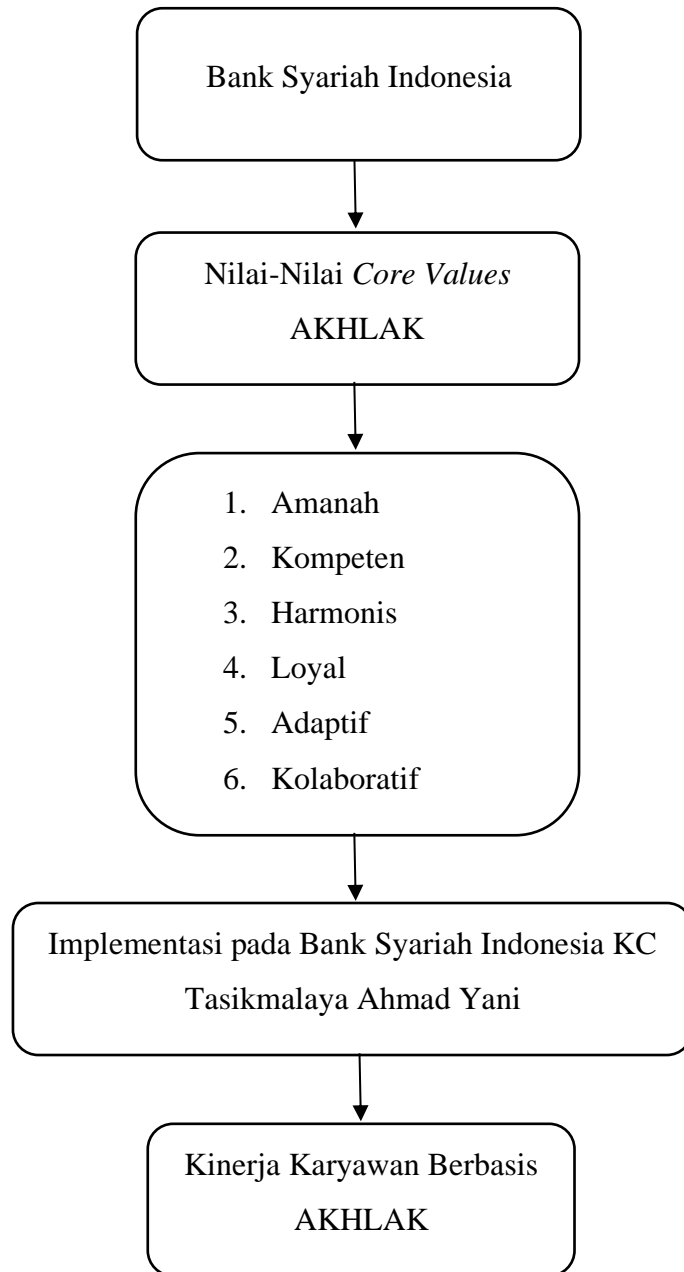 Bank Syariah Indonesia
Nilai-Nilai Core Values
AKHLAK
1. Amanah
2. Kompeten
3. Harmonis
4. Loyal
5. Adaptif
6. Kolaboratif
Implementasi pada Bank Syariah Indonesia KC
Tasikmalaya Ahmad Yani
Kinerja Karyawan Berbasis
AKHLAK